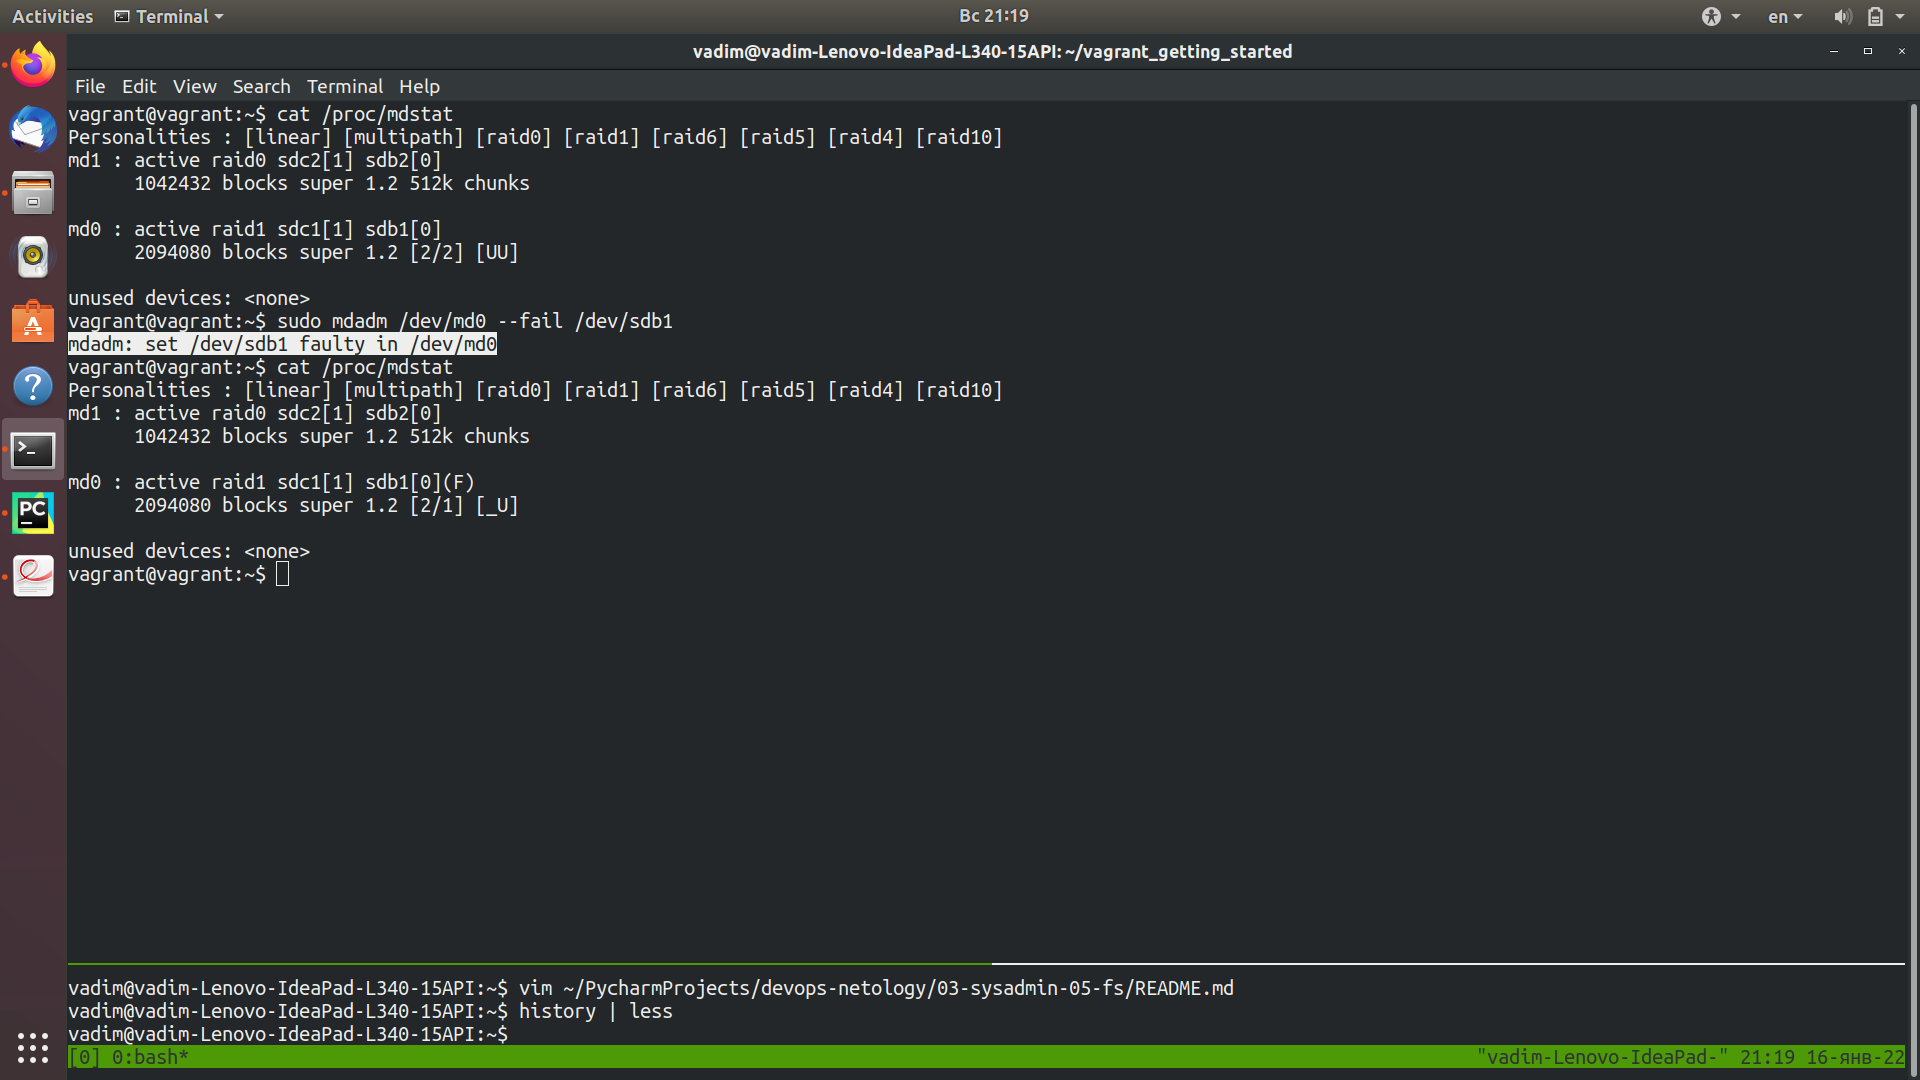 Activities Terminal Вс 21:19 en
vadim@vadim-Lenovo-IdeaPad-L340-15API: ~/vagrant_getting_started
File Edit View Search Terminal Help
vagrant@vagrant:~$ cat /proc/mdstat
Personalities : [linear] [multipath] [raid0] [raid1] [raid6] [raid5] [raid4] [raid10]
md1 : active raid0 sdc2[1] sdb2[0]
      1042432 blocks super 1.2 512k chunks
md0 : active raid1 sdc1[1] sdb1[0]
      2094080 blocks super 1.2 [2/2] [UU]
unused devices: <none>
vagrant@vagrant:~$ sudo mdadm /dev/md0 --fail /dev/sdb1
mdadm: set /dev/sdb1 faulty in /dev/md0
vagrant@vagrant:~$ cat /proc/mdstat
Personalities : [linear] [multipath] [raid0] [raid1] [raid6] [raid5] [raid4] [raid10]
md1 : active raid0 sdc2[1] sdb2[0]
      1042432 blocks super 1.2 512k chunks
md0 : active raid1 sdc1[1] sdb1[0](F)
      2094080 blocks super 1.2 [2/1] [_U]
unused devices: <none>
vagrant@vagrant:~$
PC
vadim@vadim-Lenovo-IdeaPad-L340-15API:~$ vim ~/PycharmProjects/devops-netology/03-sysadmin-05-fs/README.md
vadim@vadim-Lenovo-IdeaPad-L340-15API:~$ history | less
vadim@vadim-Lenovo-IdeaPad-L340-15API:~$
[0] 0:bash* "vadim-Lenovo-IdeaPad-" 21:19 16-янв-22